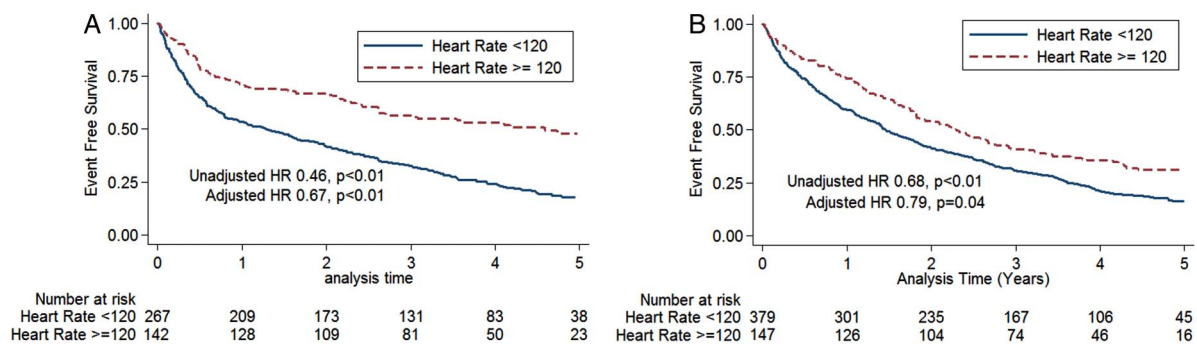 A
1.00
0.75
0.50
0.25
0.00
Event Free Survival
Heart Rate <120
Heart Rate >= 120
Unadjusted HR 0.46, p<0.01
Adjusted HR 0.67, p<0.01
0 1 2 3 4 5
analysis time
Number at risk
Heart Rate <120 267 209 173 131 83 38
Heart Rate >=120 142 128 109 81 50 23
B
1.00
0.75
0.50
0.25
0.00
Event Free Survival
Heart Rate <120
Heart Rate >= 120
Unadjusted HR 0.68, p<0.01
Adjusted HR 0.79, p=0.04
0 1 2 3 4 5
Analysis Time (Years)
Number at risk
Heart Rate <120 379 301 235 167 106 45
Heart Rate >=120 147 126 104 74 46 16